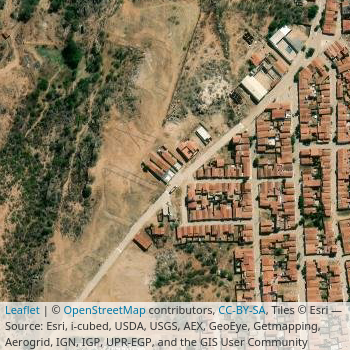 Leaflet | © OpenStreetMap contributors, CC-BY-SA, Tiles © Esri —
Source: Esri, i-cubed, USDA, USGS, AEX, GeoEye, Getmapping,
Aerogrid, IGN, IGP, UPR-EGP, and the GIS User Community